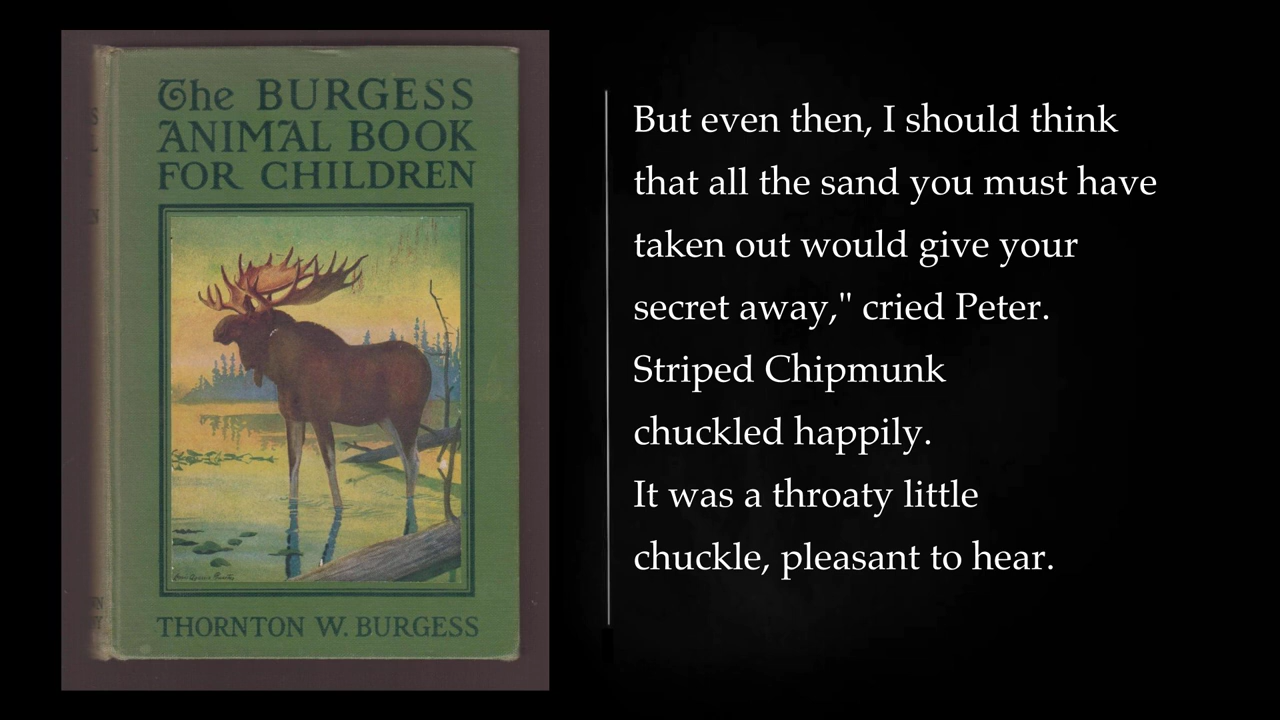 The BURGESS
ANIMAL BOOK
FOR CHILDREN
THORNTON W. BURGESS
But even then, I should think
that all the sand you must have
taken out would give your
secret away," cried Peter.
Striped Chipmunk
chuckled happily.
It was a throaty little
chuckle, pleasant to hear.